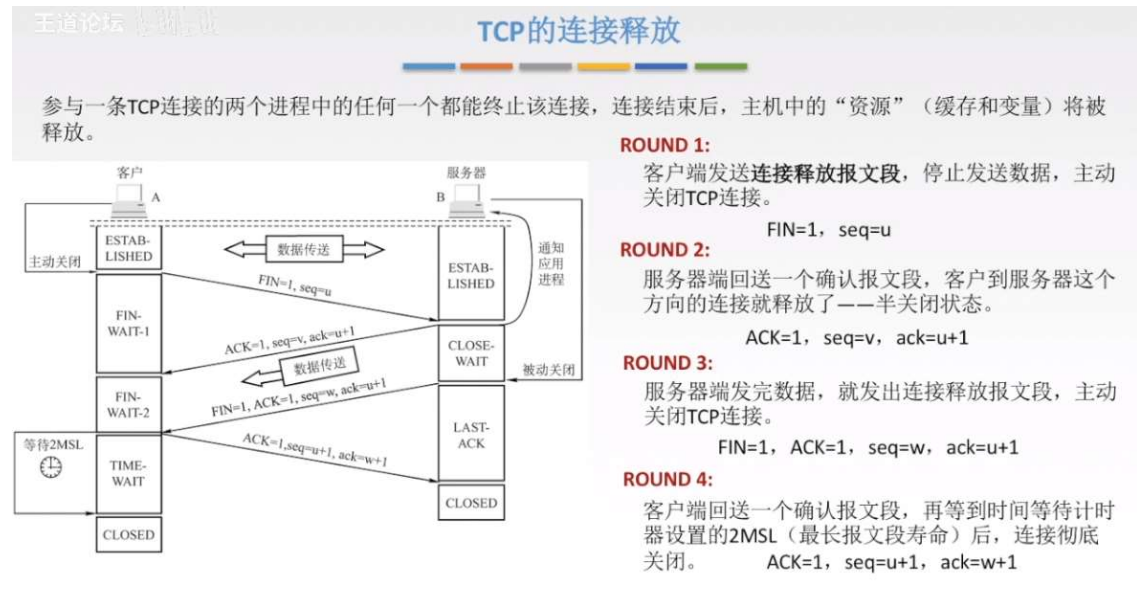 王道论坛
TCP的连接释放
参与一条TCP连接的两个进程中的任何一个都能终止该连接，连接结束后，主机中的“资源”（缓存和变量）将被
释放。
客户
服务器
A
B
ESTAB-
LISHED
数据传送
通知
应用
进程
主动关闭
FIN=1, seq=u
ESTAB-
LISHED
FIN-
WAIT-1
ACK=1, seq=v, ack=u+1
CLOSE-
WAIT
数据传送
被动关闭
FIN-
WAIT-2
FIN=1, ACK=1, seq=w, ack=u+1
LAST-
ACK
等待2MSL
ACK=1,seq=u+1, ack=w+1
TIME-
WAIT
CLOSED
CLOSED
ROUND 1:
客户端发送连接释放报文段，停止发送数据，主动
关闭TCP连接。
FIN=1，seq=u
ROUND 2:
服务器端回送一个确认报文段，客户到服务器这个
方向的连接就释放了——半关闭状态。
ACK=1，seq=v，ack=u+1
ROUND 3:
服务器端发完数据，就发出连接释放报文段，主动
关闭TCP连接。
FIN=1，ACK=1，seq=w，ack=u+1
ROUND 4:
客户端回送一个确认报文段，再等到时间等待计时
器设置的2MSL（最长报文段寿命）后，连接彻底
关闭。 ACK=1，seq=u+1，ack=w+1